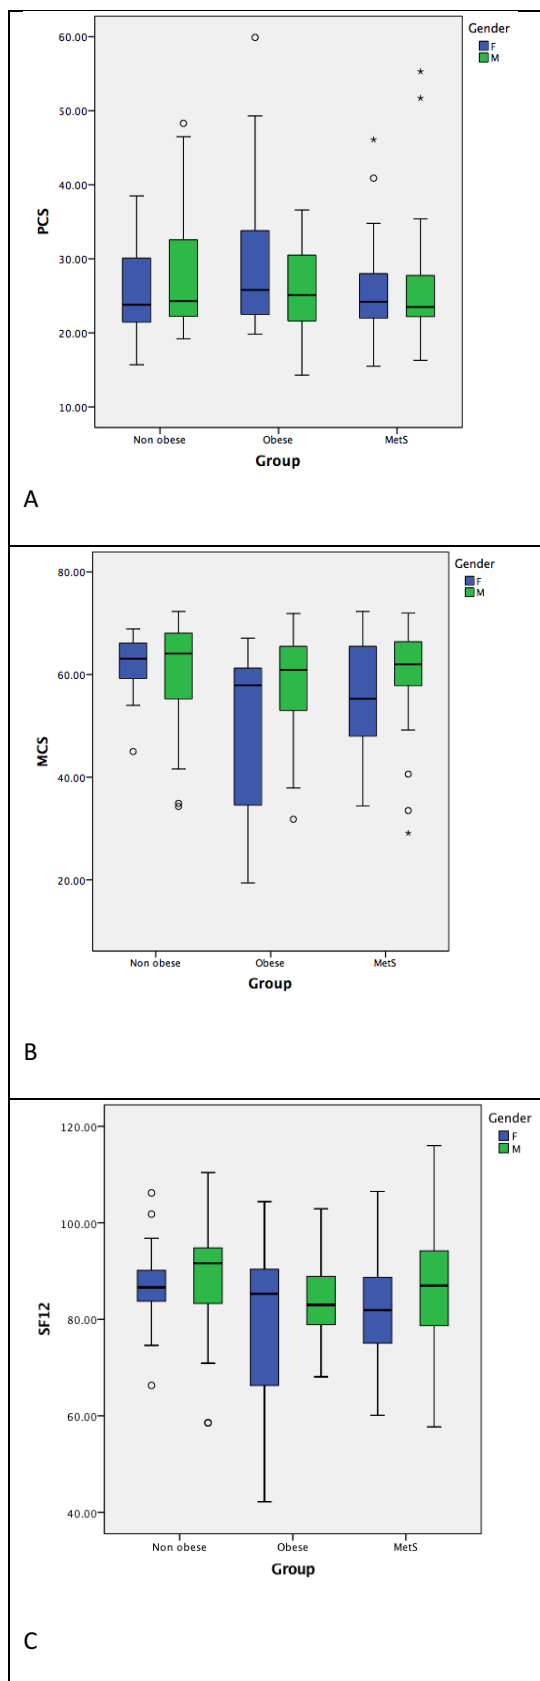 Gender
F
M
60.00
50.00
40.00
30.00
20.00
10.00
PCS
Non obese
Obese
MetS
Group
A
Gender
F
M
80.00
60.00
40.00
20.00
MCS
Non obese
Obese
MetS
Group
B
Gender
F
M
120.00
100.00
80.00
60.00
40.00
SF12
Non obese
Obese
MetS
Group
C